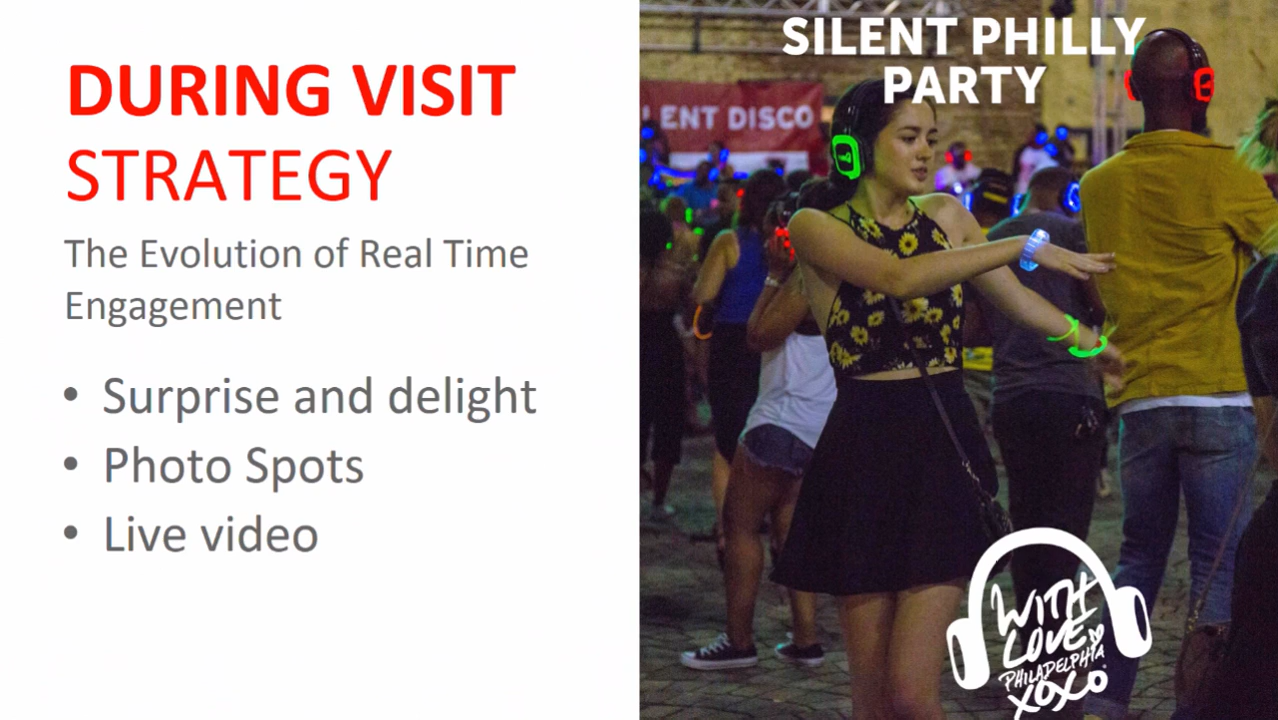 DURING VISIT
STRATEGY
The Evolution of Real Time
Engagement
• Surprise and delight
• Photo Spots
• Live video
SILENT PHILLY
PARTY
LENT DISCO
WITH
LOVE
PHILADELPHIA
XOXO